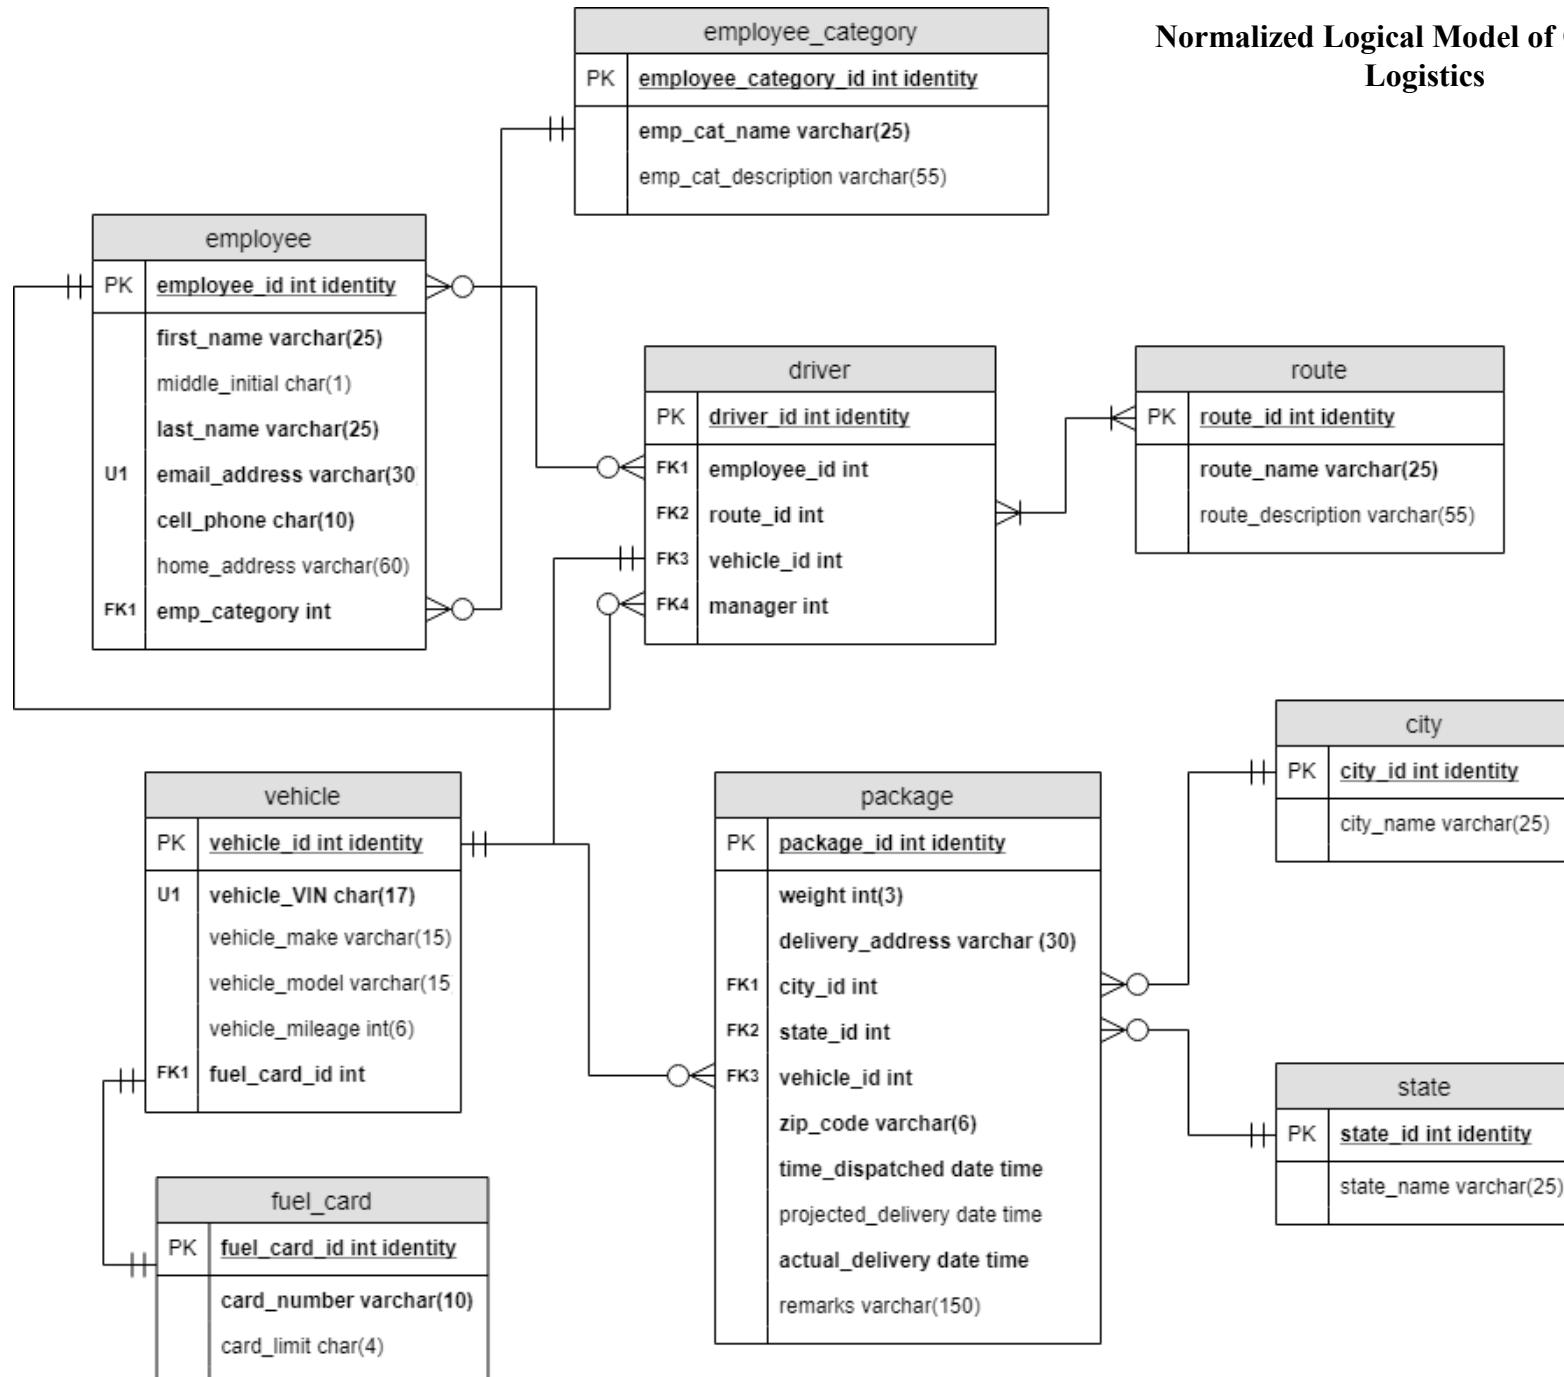 Normalized Logical Model of
Logistics
employee_category
PK employee_category_id int identity
emp_cat_name varchar(25)
emp_cat_description varchar(55)
employee
PK employee_id int identity
first_name varchar(25)
middle_initial char(1)
last_name varchar(25)
U1 email_address varchar(30
cell_phone char(10)
home_address varchar(60)
FK1 emp_category int
driver
PK driver_id int identity
FK1 employee_id int
FK2 route_id int
FK3 vehicle_id int
FK4 manager int
route
PK route_id int identity
route_name varchar(25)
route_description varchar(55)
vehicle
PK vehicle_id int identity
U1 vehicle_VIN char(17)
vehicle_make varchar(15)
vehicle_model varchar(15
vehicle_mileage int(6)
FK1 fuel_card_id int
package
PK package_id int identity
weight int(3)
delivery_address varchar (30)
FK1 city_id int
FK2 state_id int
FK3 vehicle_id int
zip_code varchar(6)
time_dispatched date time
projected_delivery date time
actual_delivery date time
remarks varchar(150)
city
PK city_id int identity
city_name varchar(25)
state
PK state_id int identity
state_name varchar(25)
fuel_card
PK fuel_card_id int identity
card_number varchar(10)
card_limit char(4)